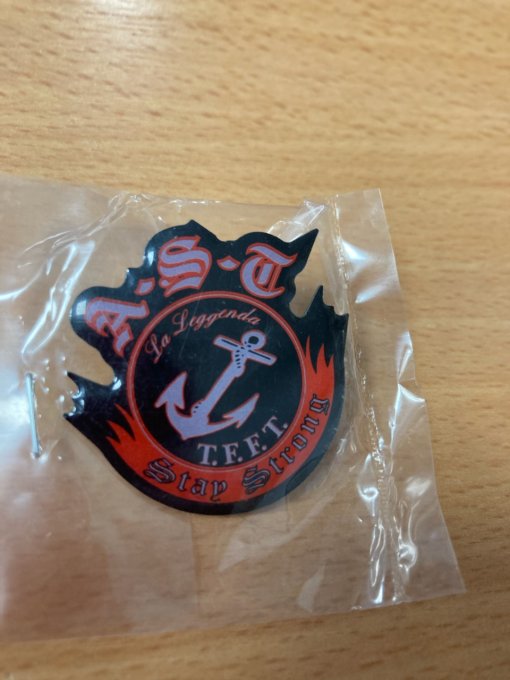 A·S·T
La Leggenda
T.F.F.T.
Stay Strong